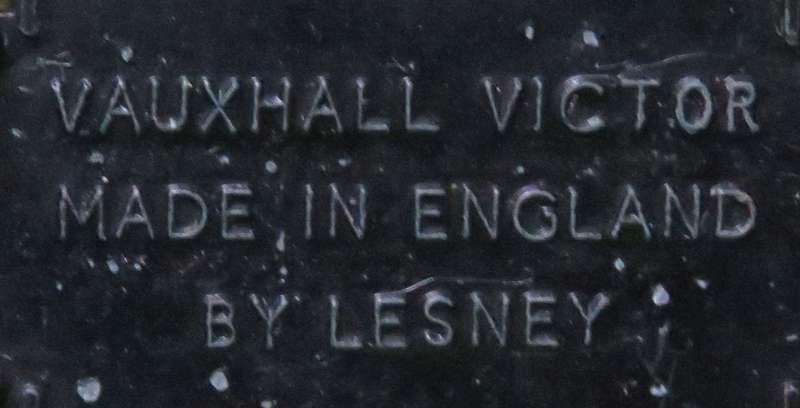 VAUXHALL VICTOR
MADE IN ENGLAND
BY LESNEY